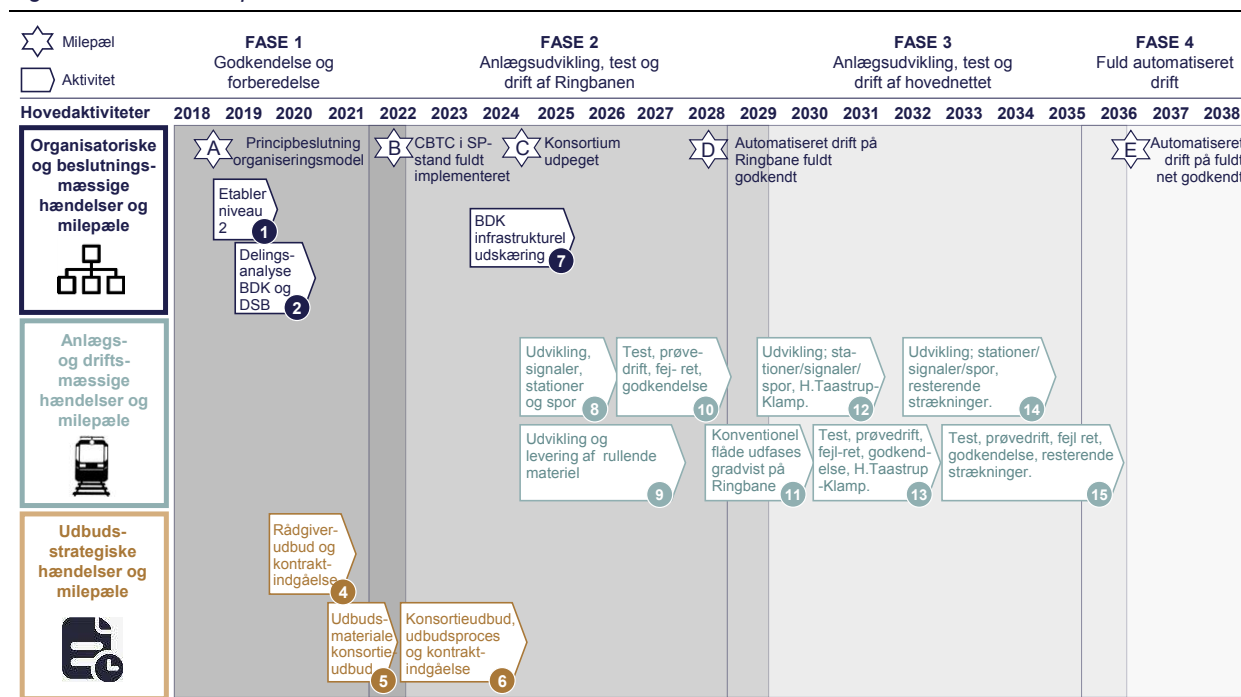 Milepæl
Aktivitet
FASE 1
Godkendelse og
forberedelse
FASE 2
Anlægsudvikling, test og
drift af Ringbanen
FASE 3
Anlægsudvikling, test og
drift af hovednettet
FASE 4
Fuld automatiseret
drift
Hovedaktiviteter 2018 2019 2020 2021 2022 2023 2024 2025 2026 2027 2028 2029 2030 2031 2032 2033 2034 2035 2036 2037 2038
Organisatoriske
og beslutnings-
mæssige
hændelser og
milepæle
A
Principbeslutning
organiseringsmodel
B
CBTC i SP-
stand fuldt
implementeret
C
Konsortium
udpeget
D
Automatiseret drift på
Ringbane fuldt
godkendt
E
Automatiseret
drift på fuldt
net godkendt
Etabler
niveau
2
1
Delings-
analyse
BDK og
DSB
2
BDK
infrastrukturel
udskæring
7
Anlægs-
og drifts-
mæssige
hændelser og
milepæle
Udvikling,
signaler,
stationer
og spor
8
Test, prøve-
drift, fej- ret,
godkendelse
10
Udvikling; sta-
tioner/signaler/
spor, H.Taastrup-
Klamp.
12
Udvikling; stationer/
signaler/spor,
resterende
strækninger.
14
Udvikling og
levering af rullende
materiel
9
Konventionel
flåde udfases
gradvist på
Ringbane
11
Test, prøvedrift,
fejl-ret, godkend-
else, H.Taastrup
-Klamp.
13
Test, prøvedrift, fejl ret,
godkendelse, resterende
strækninger.
15
Udbuds-
strategiske
hændelser og
milepæle
Rådgiver-
udbud og
kontrakt-
indgåelse
4
Udbuds-
materiale
konsortie-
udbud
5
Konsortieudbud,
udbudsproces
og kontrakt-
indgåelse
6